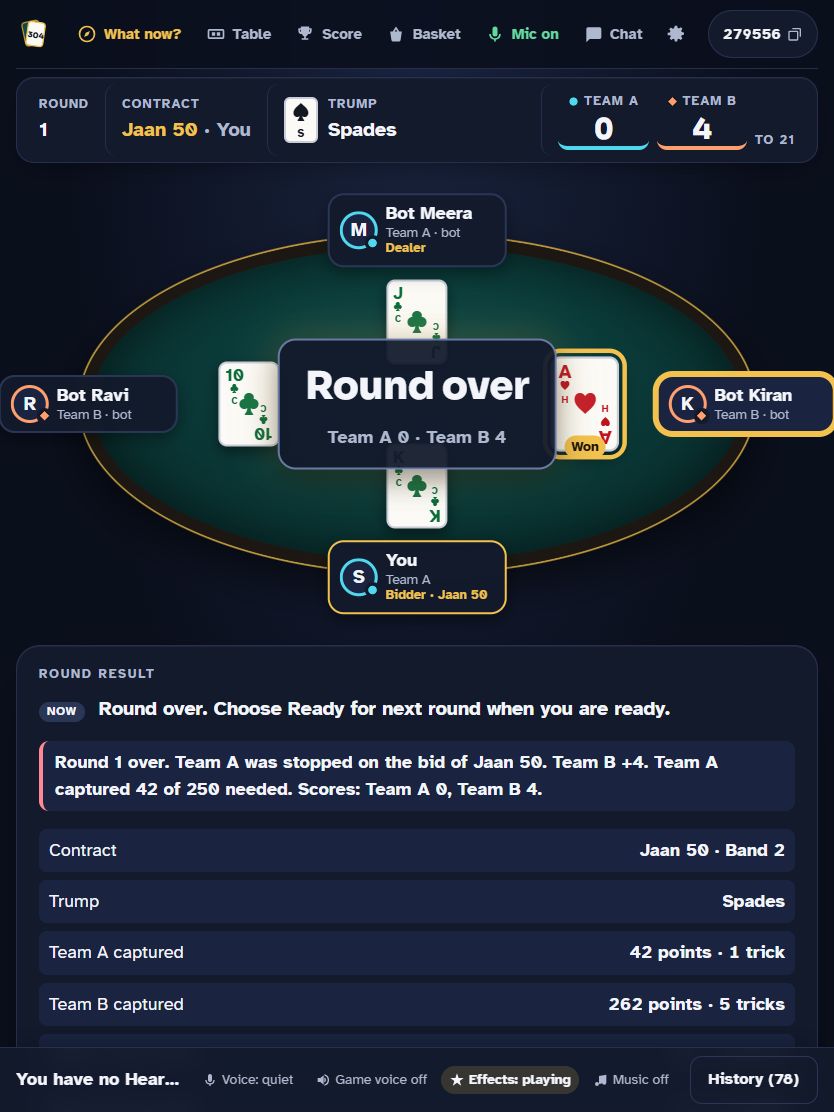 304
What now?
Table
Score
Basket
Mic on
Chat
279556
ROUND
1
CONTRACT
Jaan 50 · You
S
TRUMP
Spades
TEAM A
0
TEAM B
4
TO 21
M
Bot Meera
Team A · bot
Dealer
J
C
C
J
R
Bot Ravi
Team B · bot
10
C
C
10
Round over
Team A 0 · Team B 4
A
H
H
A
Won
K
Bot Kiran
Team B · bot
K
C
C
K
S
You
Team A
Bidder · Jaan 50
ROUND RESULT
NOW Round over. Choose Ready for next round when you are ready.
Round 1 over. Team A was stopped on the bid of Jaan 50. Team B +4. Team A
captured 42 of 250 needed. Scores: Team A 0, Team B 4.
Contract Jaan 50 · Band 2
Trump Spades
Team A captured 42 points · 1 trick
Team B captured 262 points · 5 tricks
You have no Hear...
Voice: quiet
Game voice off
Effects: playing
Music off
History (78)